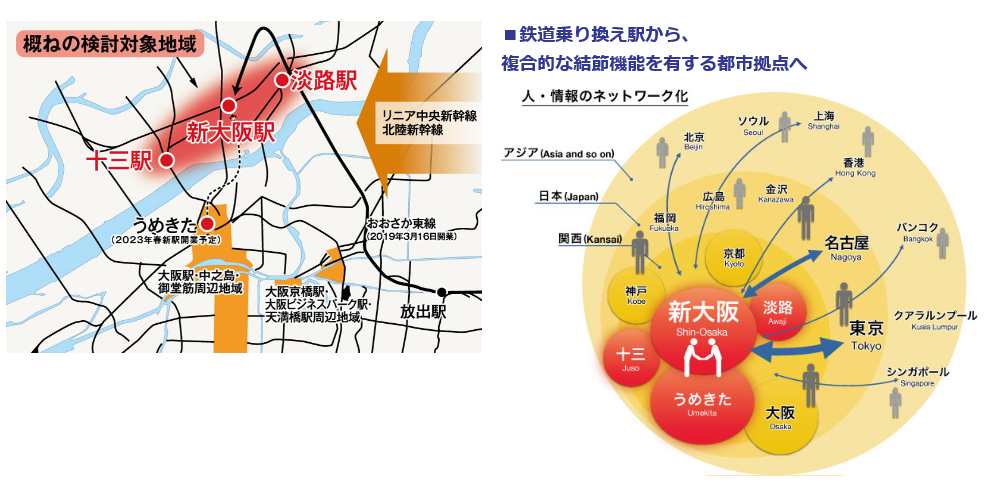 概ねの検討対象地域
淡路駅
新大阪駅
十三駅
リニア中央新幹線
北陸新幹線
うめきた
（2023年春新駅開業予定）
おおさか東線
（2019年3月16日開業）
大阪駅・中之島・
御堂筋周辺地域
大阪京橋駅・
大阪ビジネスパーク駅・
天満橋駅周辺地域
放出駅
■鉄道乗り換え駅から、
複合的な結節機能を有する都市拠点へ
人・情報のネットワーク化
アジア(Asia and so on)
日本(Japan)
関西(Kansai)
北京
Beijin
ソウル
Seoul
上海
Shanghai
香港
Hong Kong
広島
Hiroshima
金沢
Kanazawa
福岡
Fukuoka
バンコク
Bangkok
京都
Kyoto
名古屋
Nagoya
神戸
Kobe
新大阪
Shin-Osaka
淡路
Awaji
クアラルンプール
Kuala Lumpur
東京
Tokyo
十三
Juso
シンガポール
Singapore
うめきた
Umekita
大阪
Osaka